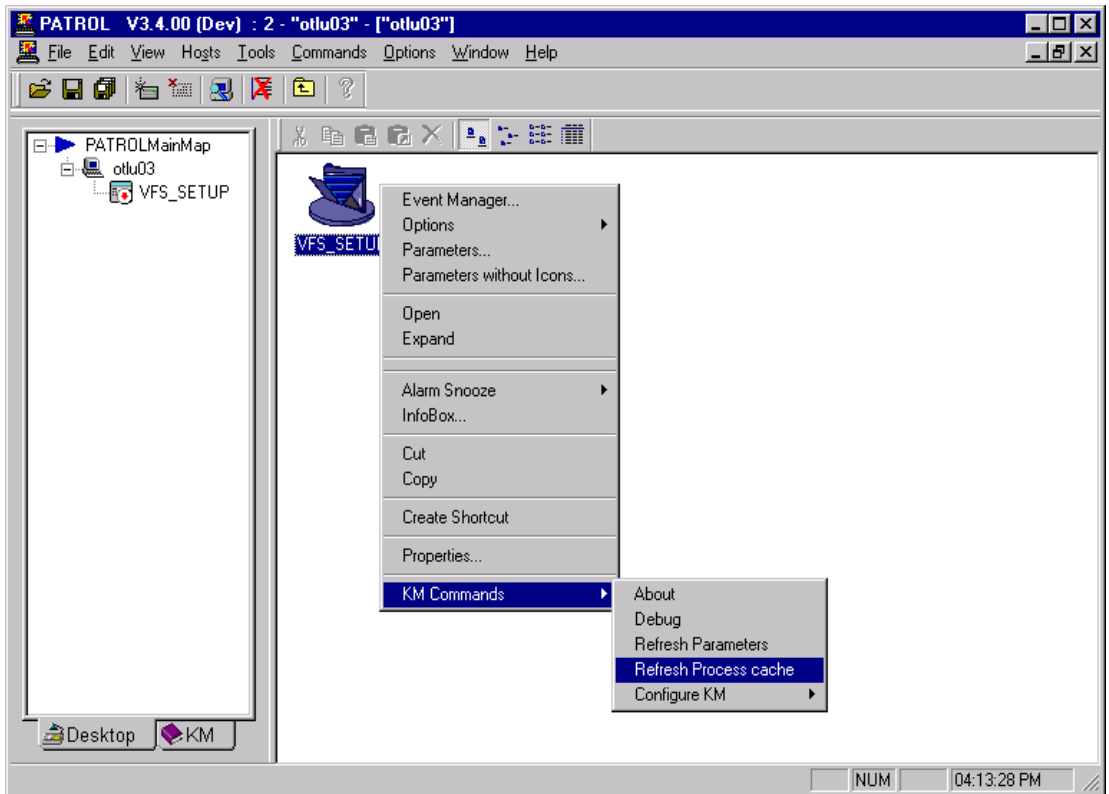 PATROL V3.4.00 (Dev) : 2 - "otlu03" - ["otlu03"]
File Edit View Hosts Tools Commands Options Window Help
PATROLMainMap
otlu03
VFS_SETUP
Desktop KM
VFS_SETU
Event Manager...
Options
Parameters...
Parameters without Icons...
Open
Expand
Alarm Snooze
InfoBox...
Cut
Copy
Create Shortcut
Properties...
KM Commands
About
Debug
Refresh Parameters
Refresh Process cache
Configure KM
NUM 04:13:28 PM